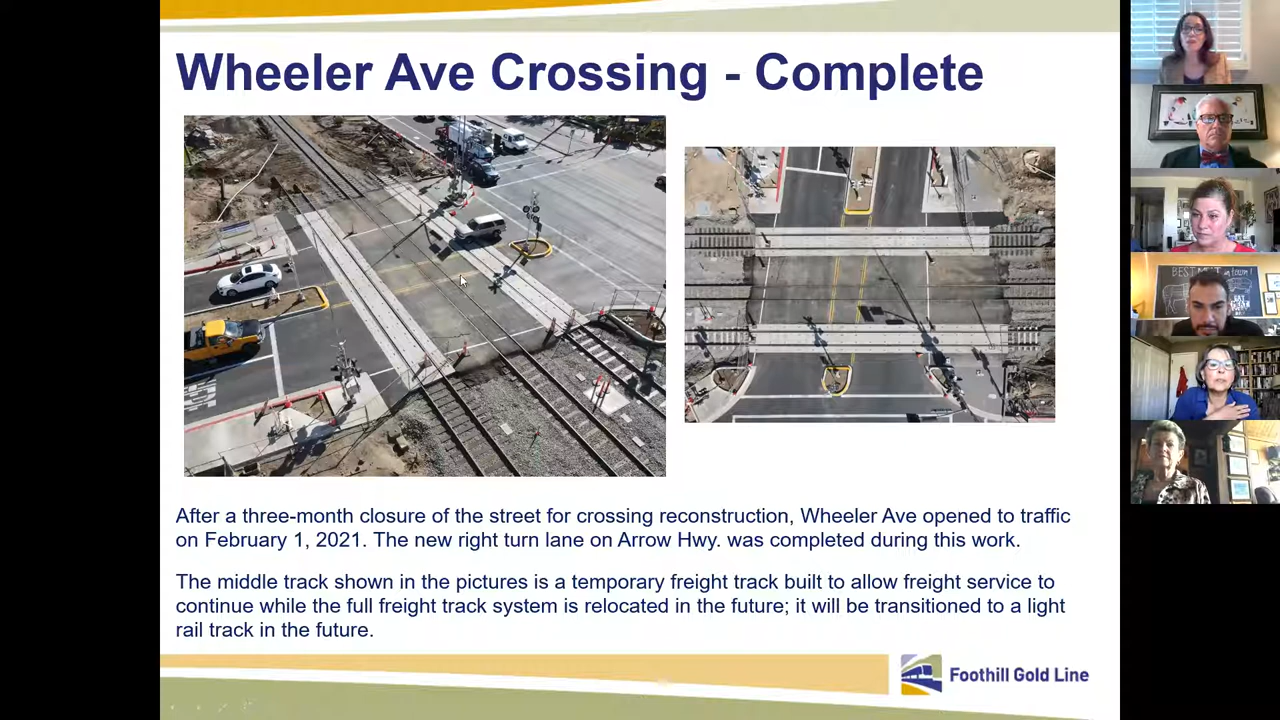 Wheeler Ave Crossing - Complete
After a three-month closure of the street for crossing reconstruction, Wheeler Ave opened to traffic
on February 1, 2021. The new right turn lane on Arrow Hwy. was completed during this work.
The middle track shown in the pictures is a temporary freight track built to allow freight service to
continue while the full freight track system is relocated in the future; it will be transitioned to a light
rail track in the future.
Foothill Gold Line